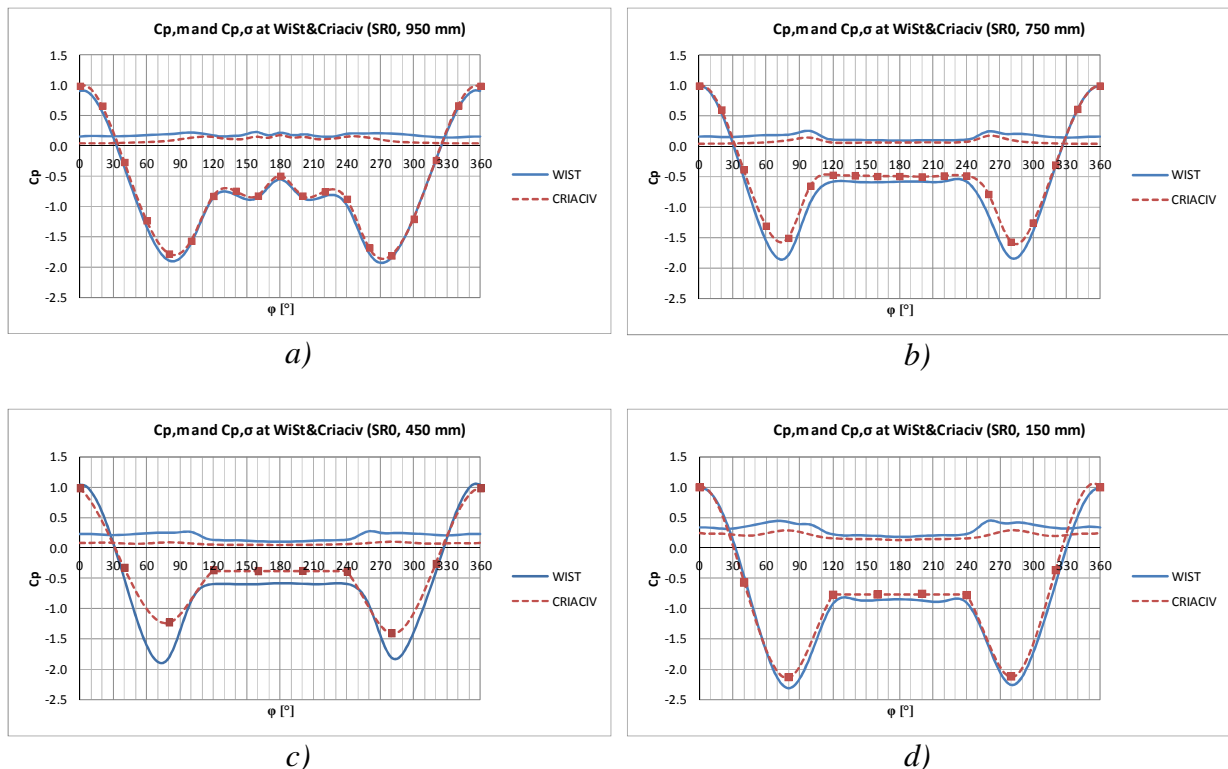 Cp,m and Cp,σ at WiSt&Criaciv (SR0, 950 mm)
1.5
1.0
0.5
0.0
-0.5
-1.0
-1.5
-2.0
-2.5
Cp
0 30 60 90 120 150 180 210 240 270 300 330 360
φ [°]
WIST
CRIACIV
a)
Cp,m and Cp,σ at WiSt&Criaciv (SR0, 750 mm)
1.5
1.0
0.5
0.0
-0.5
-1.0
-1.5
-2.0
-2.5
Cp
0 30 60 90 120 150 180 210 240 270 300 330 360
φ [°]
WIST
CRIACIV
b)
Cp,m and Cp,σ at WiSt&Criaciv (SR0, 450 mm)
1.5
1.0
0.5
0.0
-0.5
-1.0
-1.5
-2.0
-2.5
Cp
0 30 60 90 120 150 180 210 240 270 300 330 360
φ [°]
WIST
CRIACIV
c)
Cp,m and Cp,σ at WiSt&Criaciv (SR0, 150 mm)
1.5
1.0
0.5
0.0
-0.5
-1.0
-1.5
-2.0
-2.5
Cp
0 30 60 90 120 150 180 210 240 270 300 330 360
φ [°]
WIST
CRIACIV
d)